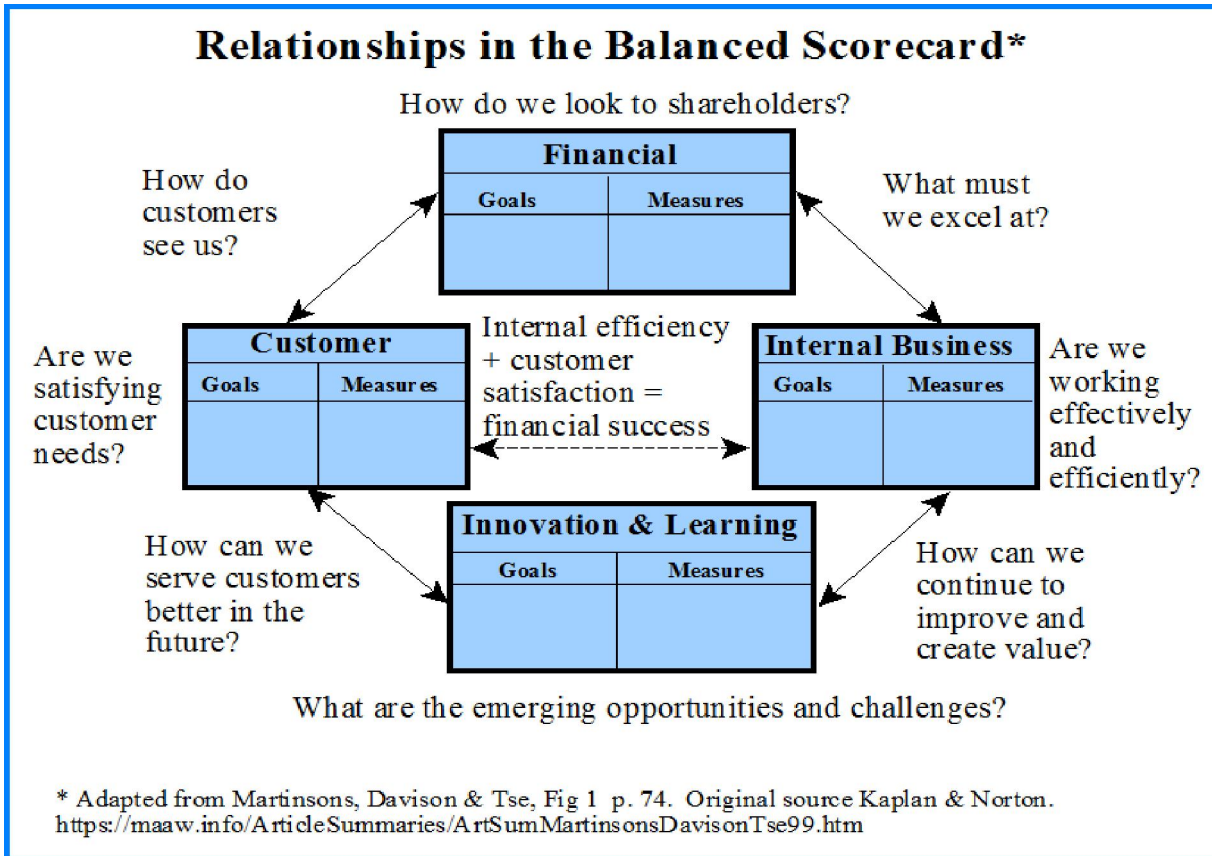 Relationships in the Balanced Scorecard*
How do we look to shareholders?
Financial
Goals Measures
How do
customers
see us?
What must
we excel at?
Customer
Goals Measures
Internal efficiency
+ customer
satisfaction =
financial success
Internal Business
Goals Measures
Are we
satisfying
customer
needs?
Are we
working
effectively
and
efficiently?
Innovation & Learning
Goals Measures
How can we
serve customers
better in the
future?
How can we
continue to
improve and
create value?
What are the emerging opportunities and challenges?
* Adapted from Martinsons, Davison & Tse, Fig 1 p. 74. Original source Kaplan & Norton.
https://maaw.info/ArticleSummaries/ArtSumMartinsonsDavisonTse99.htm